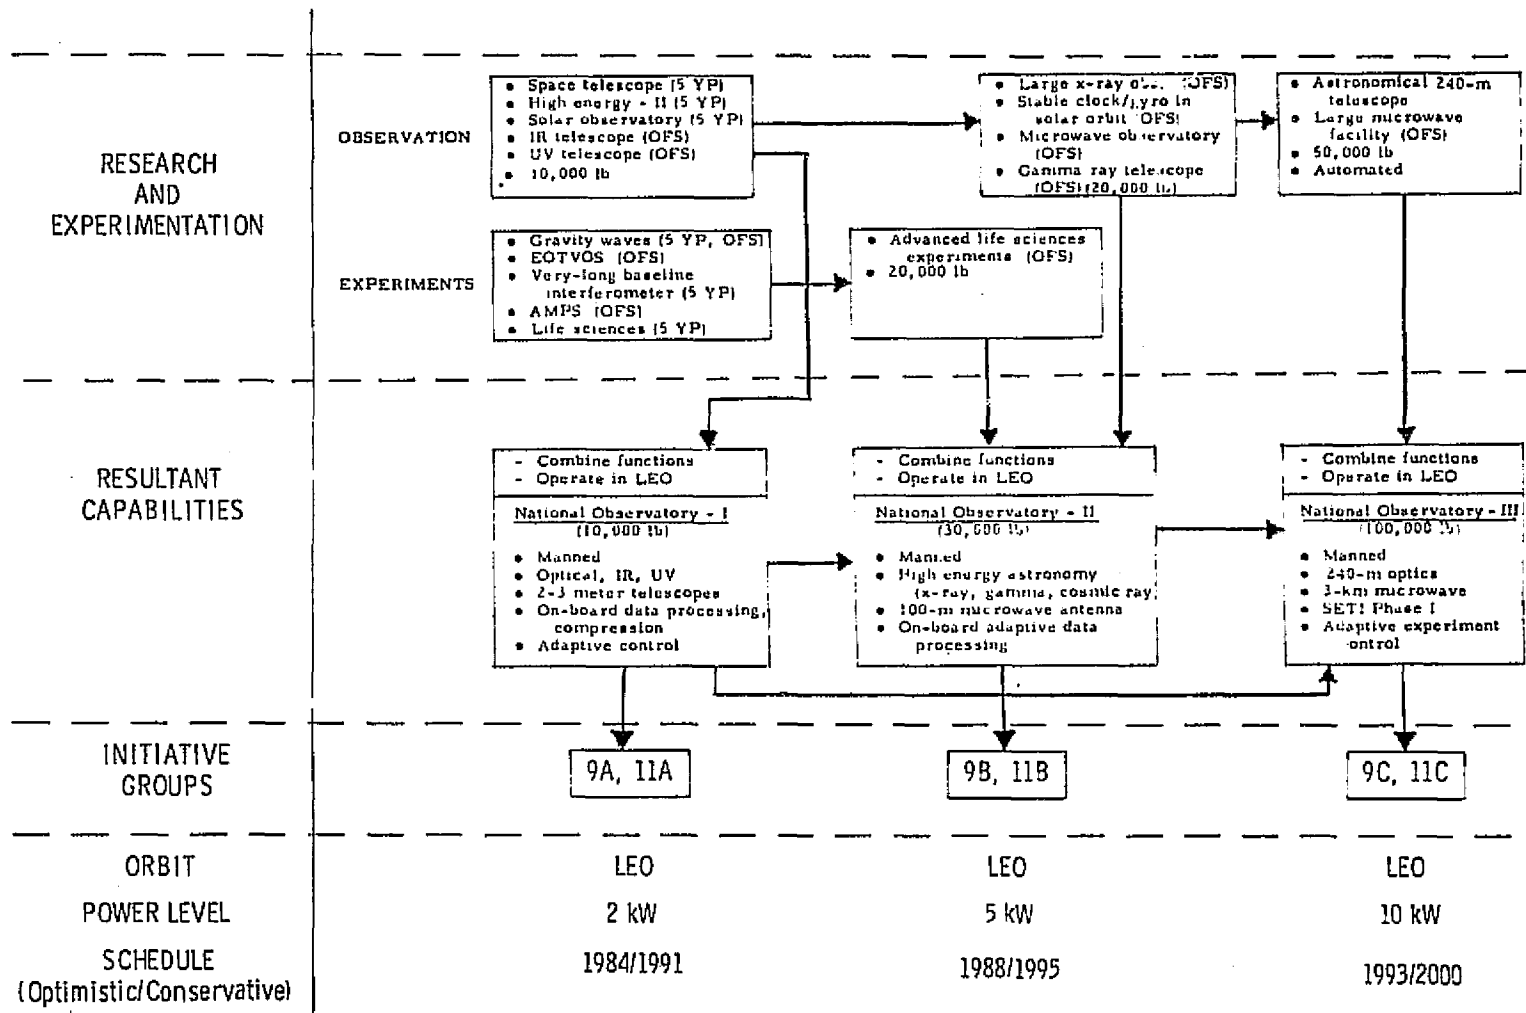 RESEARCH
AND
EXPERIMENTATION
OBSERVATION
• Space telescope (5 YP)
• High energy - II (5 YP)
• Solar observatory (5 YP)
• IR telescope (OFS)
• UV telescope (OFS)
• 10,000 lb
• Large x-ray (OFS)
• Stable clock/gyro in
solar orbit (OFS)
• Microwave observatory
(OFS)
• Gamma ray telescope
(OFS) (20,000 lb)
• Astronomical 240-m
telescope
• Large microwave
facility (OFS)
• 50,000 lb
• Automated
EXPERIMENTS
• Gravity waves (5 YP, OFS)
• EOTVOS (OFS)
• Very-long baseline
interferometer (5 YP)
• AMPS (OFS)
• Life sciences (5 YP)
• Advanced life sciences
experiments (OFS)
• 20,000 lb
RESULTANT
CAPABILITIES
- Combine functions
- Operate in LEO
National Observatory - I
(10,000 lb)
• Manned
• Optical, IR, UV
• 2-3 meter telescopes
• On-board data processing,
compression
• Adaptive control
- Combine functions
- Operate in LEO
National Observatory - II
(30,000 lb)
• Manned
• High energy astronomy
(x-ray, gamma, cosmic ray,
• 100-m microwave antenna
• On-board adaptive data
processing
- Combine functions
- Operate in LEO
National Observatory - III
(100,000 lb)
• Manned
• 240-m optics
• 3-km microwave
• SETI Phase I
• Adaptive experiment
ontrol
INITIATIVE
GROUPS
9A, 11A
9B, 11B
9C, 11C
ORBIT
LEO
LEO
LEO
POWER LEVEL
2 kW
5 kW
10 kW
SCHEDULE
(Optimistic/Conservative)
1984/1991
1988/1995
1993/2000